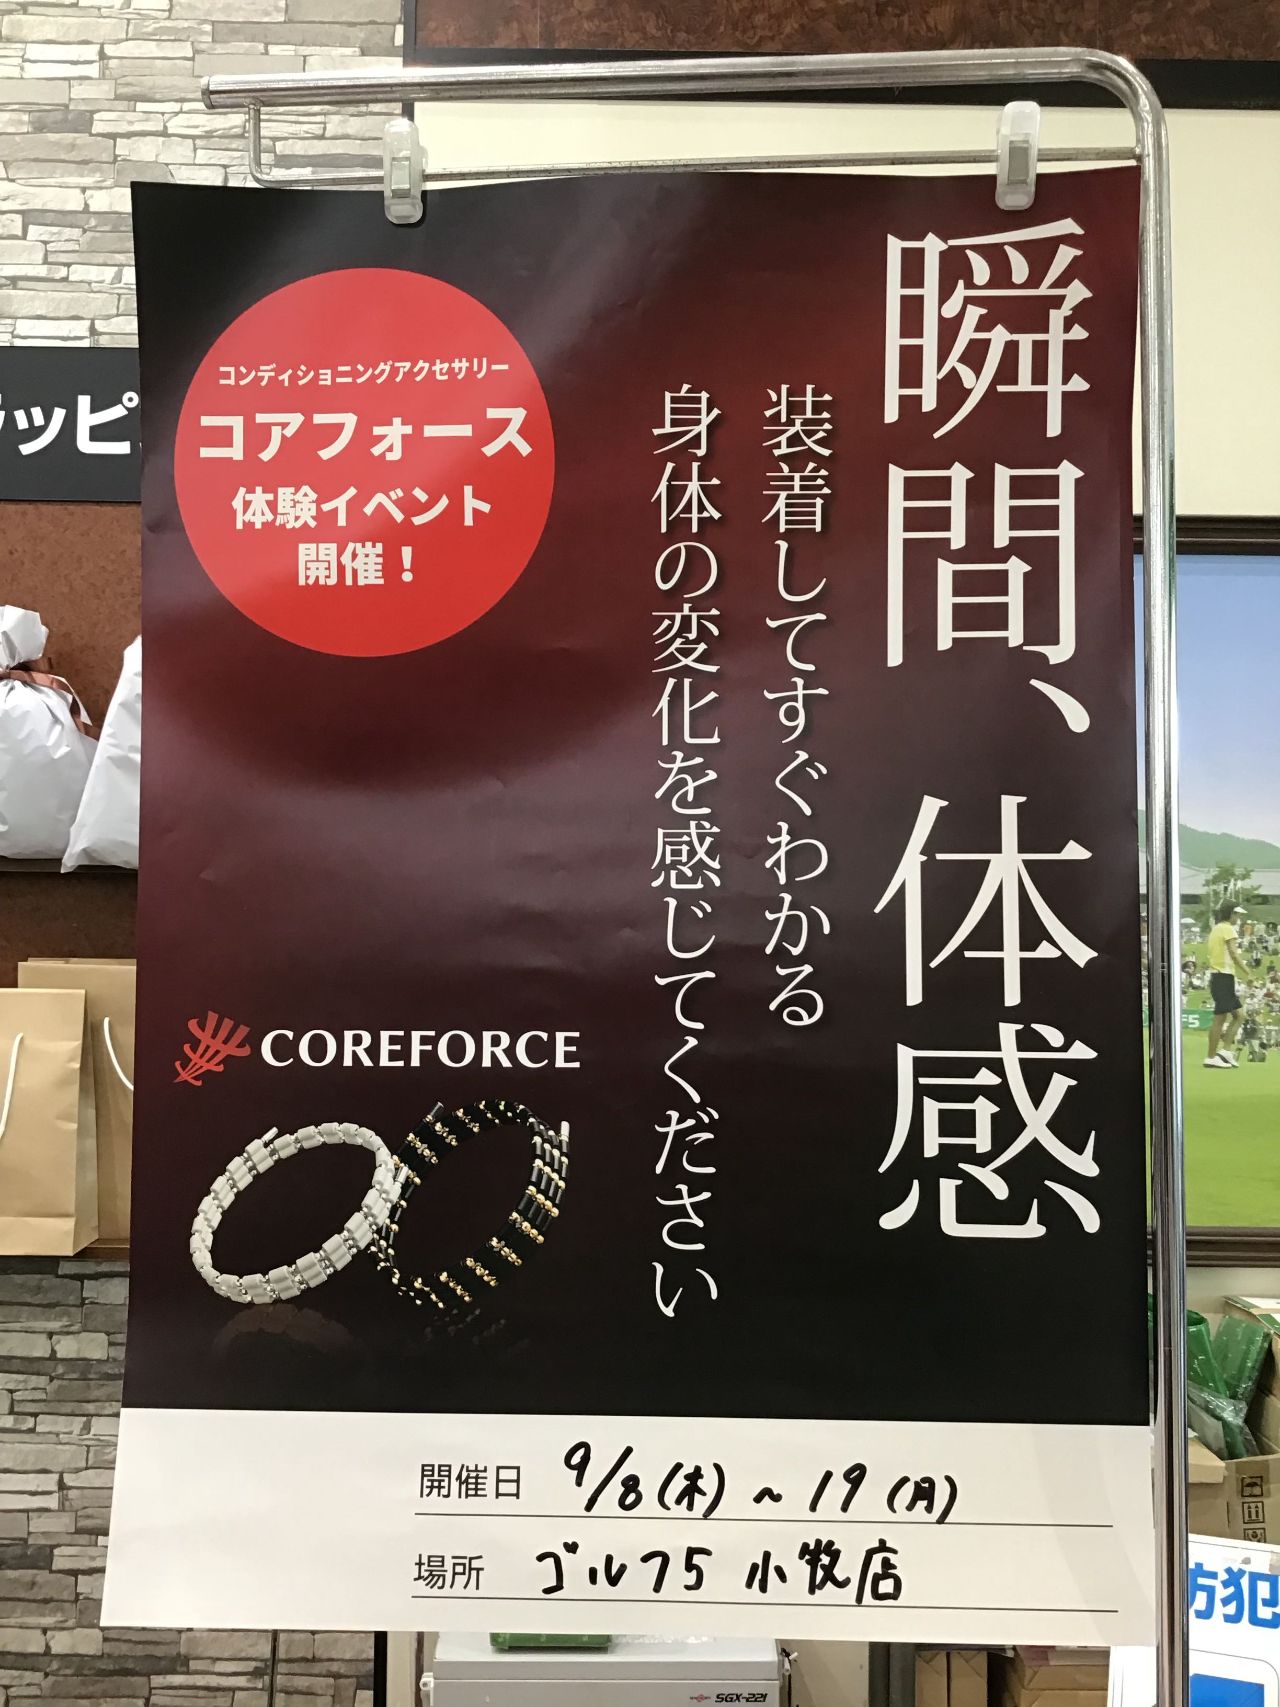 瞬間、体感
装着してすぐわかる
身体の変化を感じてください
コンディショニングアクセサリー
コアフォース
体験イベント
開催！
COREFORCE
開催日 9/8(木)〜19(月)
場所 ゴルフ5 小牧店
ラッピ
防犯
SGX-221